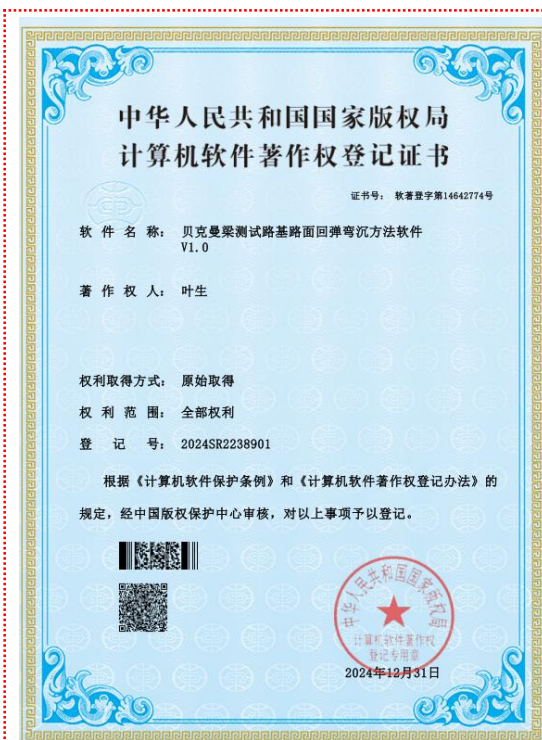 中华人民共和国国家版权局
计算机软件著作权登记证书
证书号： 软著登字第14642774号
软 件 名 称： 贝克曼梁测试路基路面回弹弯沉方法软件
V1.0
著 作 权 人： 叶生
权利取得方式： 原始取得
权 利 范 围： 全部权利
登 记 号： 2024SR2238901
根据《计算机软件保护条例》和《计算机软件著作权登记办法》的
规定，经中国版权保护中心审核，对以上事项予以登记。
中华人民共和国国家版权局
计算机软件著作权
登记专用章
2024年12月31日